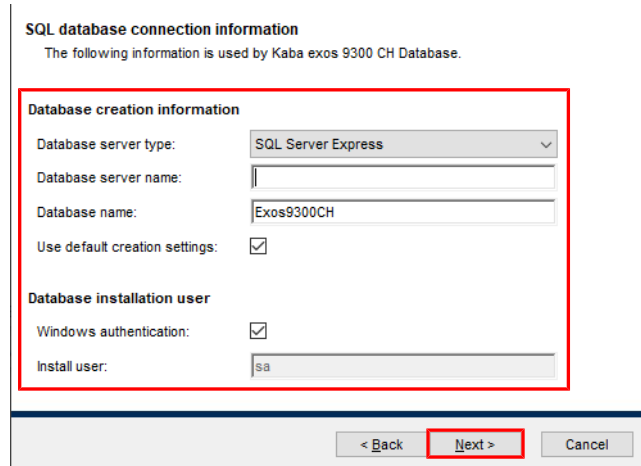 SQL database connection information
The following information is used by Kaba exos 9300 CH Database.
Database creation information
Database server type: SQL Server Express
Database server name:
Database name: Exos9300CH
Use default creation settings:
Database installation user
Windows authentication:
Install user: sa
< Back Next > Cancel